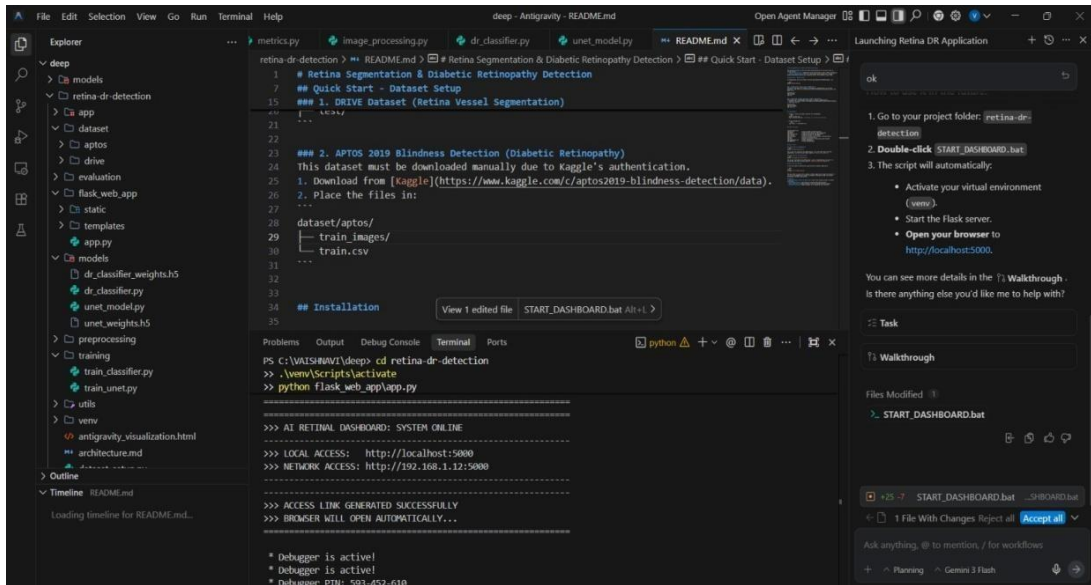 File Edit Selection View Go Run Terminal Help
deep - Antigravity - README.md
Open Agent Manager
Explorer
deep
models
retina-dr-detection
app
dataset
aptos
drive
evaluation
flask_web_app
static
templates
app.py
models
dr_classifier_weights.h5
dr_classifier.py
unet_model.py
unet_weights.h5
preprocessing
training
train_classifier.py
train_unet.py
utils
venv
antigravity_visualization.html
architecture.md
Outline
Timeline README.md
Loading timeline for README.md...
metrics.py image_processing.py dr_classifier.py unet_model.py README.md
retina-dr-detection > README.md > # Retina Segmentation & Diabetic Retinopathy Detection > ## Quick Start - Dataset Setup >
1 # Retina Segmentation & Diabetic Retinopathy Detection
7 ## Quick Start - Dataset Setup
15 ### 1. DRIVE Dataset (Retina Vessel Segmentation)
20 test/
21 ```
22
23 ### 2. APTOS 2019 Blindness Detection (Diabetic Retinopathy)
24 This dataset must be downloaded manually due to Kaggle's authentication.
25 1. Download from [Kaggle](https://www.kaggle.com/c/aptos2019-blindness-detection/data).
26 2. Place the files in:
27 ```
28 dataset/aptos/
29 ├── train_images/
30 └── train.csv
31 ```
32
33
34 ## Installation
35
View 1 edited file START_DASHBOARD.bat Alt+L >
Problems Output Debug Console Terminal Ports
python
PS C:\VAISHNAVI\deep> cd retina-dr-detection
>> .\venv\Scripts\activate
>> python flask_web_app\app.py
>>> AI RETINAL DASHBOARD: SYSTEM ONLINE
>>> LOCAL ACCESS: http://localhost:5000
>>> NETWORK ACCESS: http://192.168.1.12:5000
>>> ACCESS LINK GENERATED SUCCESSFULLY
>>> BROWSER WILL OPEN AUTOMATICALLY...
* Debugger is active!
* Debugger is active!
* Debugger PIN: 593-452-610
Launching Retina DR Application
ok
1. Go to your project folder: retina-dr-
detection
2. Double-click START_DASHBOARD.bat
3. The script will automatically:
• Activate your virtual environment
(venv).
• Start the Flask server.
• Open your browser to
http://localhost:5000.
You can see more details in the Walkthrough.
Is there anything else you'd like me to help with?
Task
Walkthrough
Files Modified 1
START_DASHBOARD.bat
+25 -7 START_DASHBOARD.bat ...SHBOARD.bat
1 File With Changes Reject all Accept all
Ask anything, @ to mention, / for workflows
Planning Gemini 3 Flash